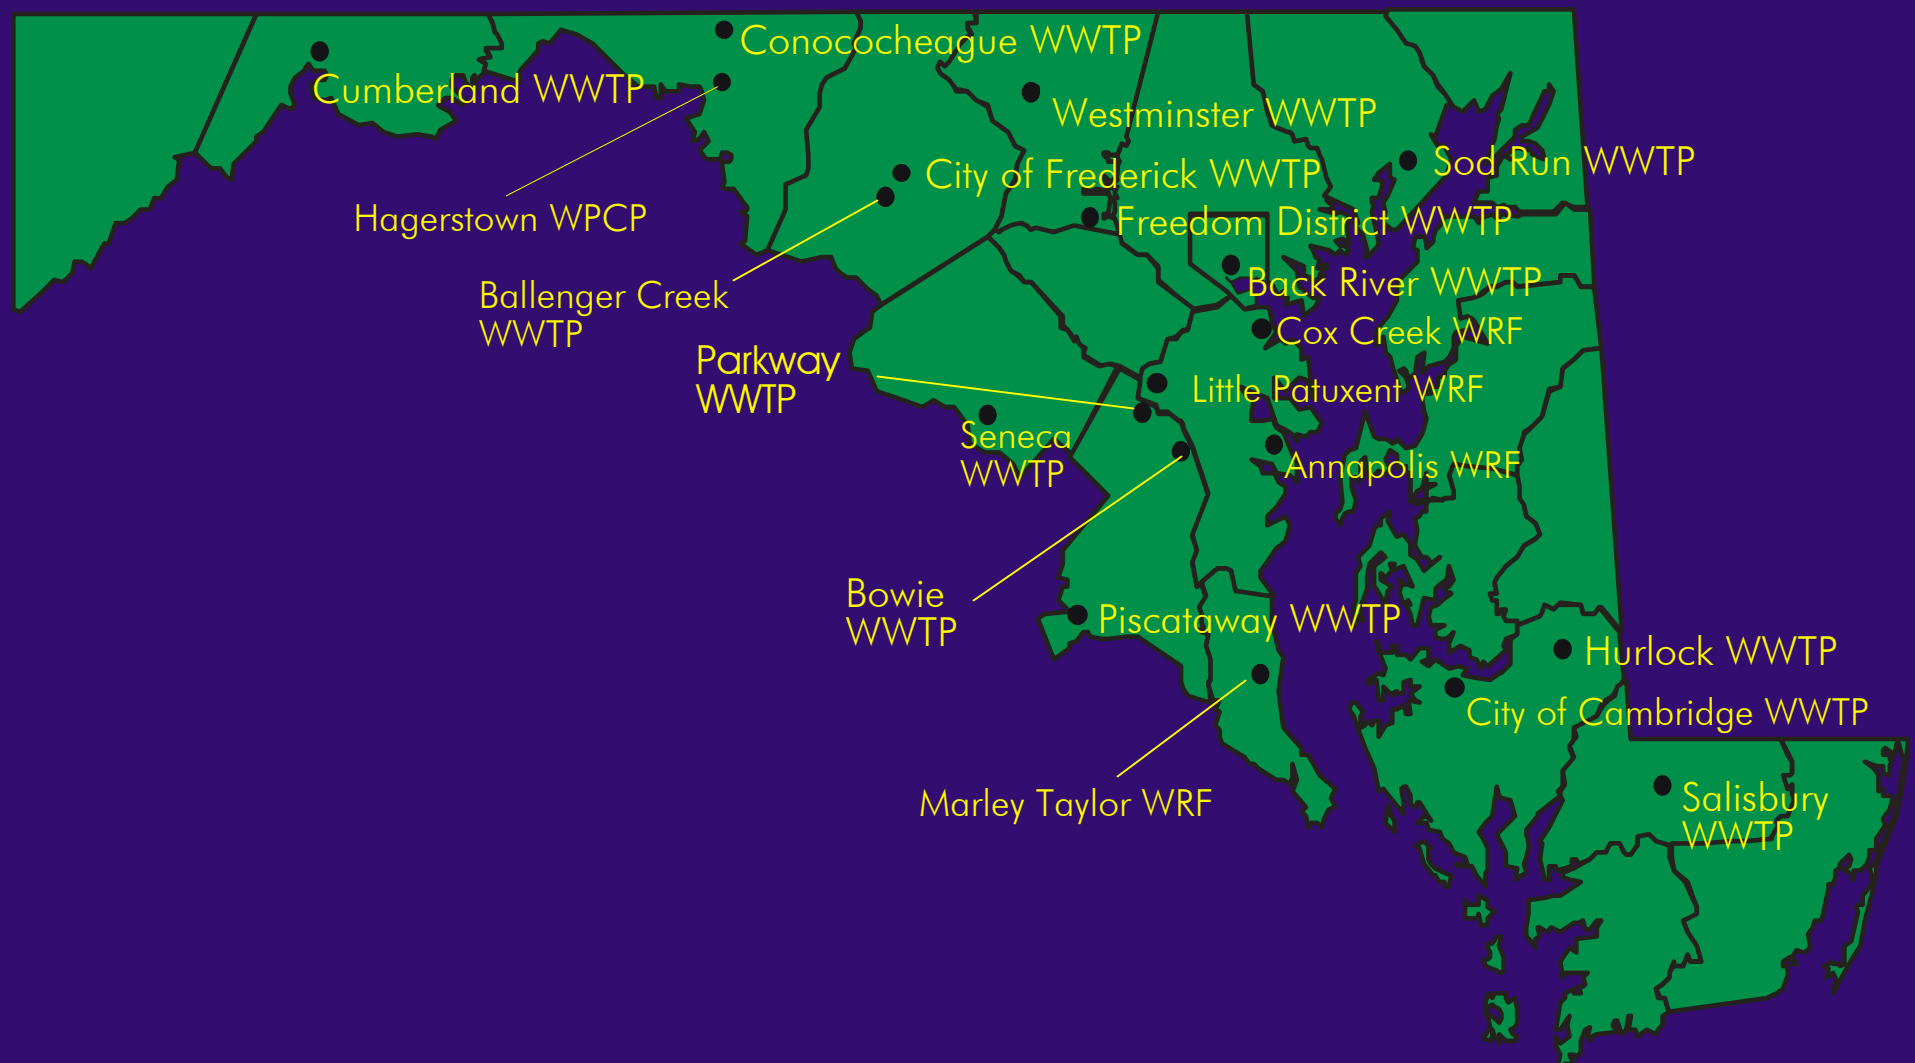 Conococheague WWTP
Cumberland WWTP
Westminster WWTP
Sod Run WWTP
City of Frederick WWTP
Hagerstown WPCP
Freedom District WWTP
Ballenger Creek
WWTP
Back River WWTP
Cox Creek WRF
Parkway
WWTP
Little Patuxent WRF
Seneca
WWTP
Annapolis WRF
Bowie
WWTP
Piscataway WWTP
Hurlock WWTP
City of Cambridge WWTP
Marley Taylor WRF
Salisbury
WWTP